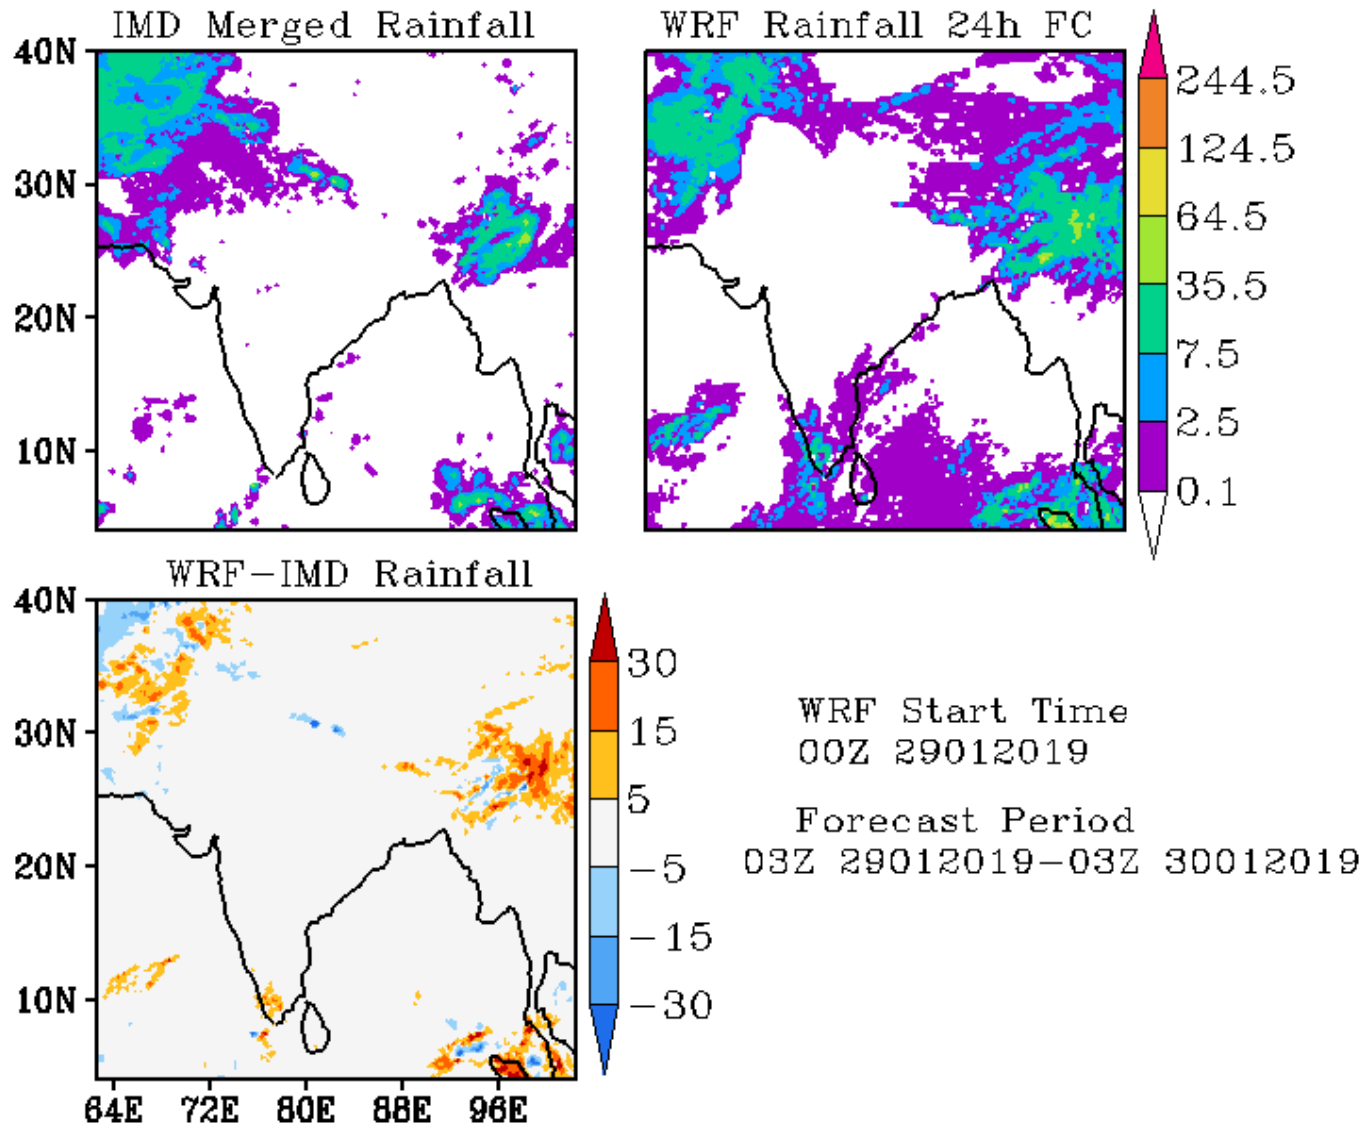 IMD Merged Rainfall
WRF Rainfall 24h FC
40N
30N
20N
10N
244.5
124.5
64.5
35.5
7.5
2.5
0.1
WRF-IMD Rainfall
40N
30N
20N
10N
64E 72E 80E 88E 96E
30
15
5
-5
-15
-30
WRF Start Time
00Z 29012019
Forecast Period
03Z 29012019-03Z 30012019